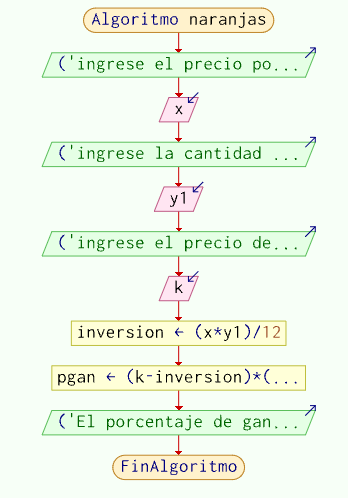 Algoritmo naranjas
('ingrese el precio po...
x
('ingrese la cantidad ...
y1
('ingrese el precio de...
k
inversion ← (x*y1)/12
pgan ← (k-inversion)*(...
('El porcentaje de gan...
FinAlgoritmo